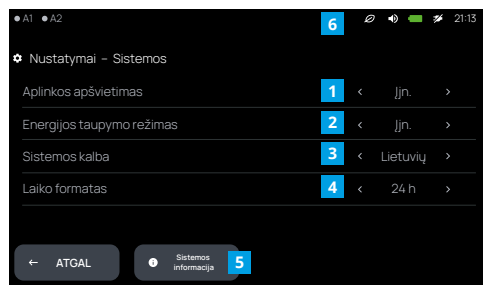 A1 A2 6 21:13
Nustatymai – Sistemos
Aplinkos apšvietimas 1 < Įjn. >
Energijos taupymo režimas 2 < Įjn. >
Sistemos kalba 3 < Lietuvių >
Laiko formatas 4 < 24 h >
← ATGAL
Sistemos
informacija
5